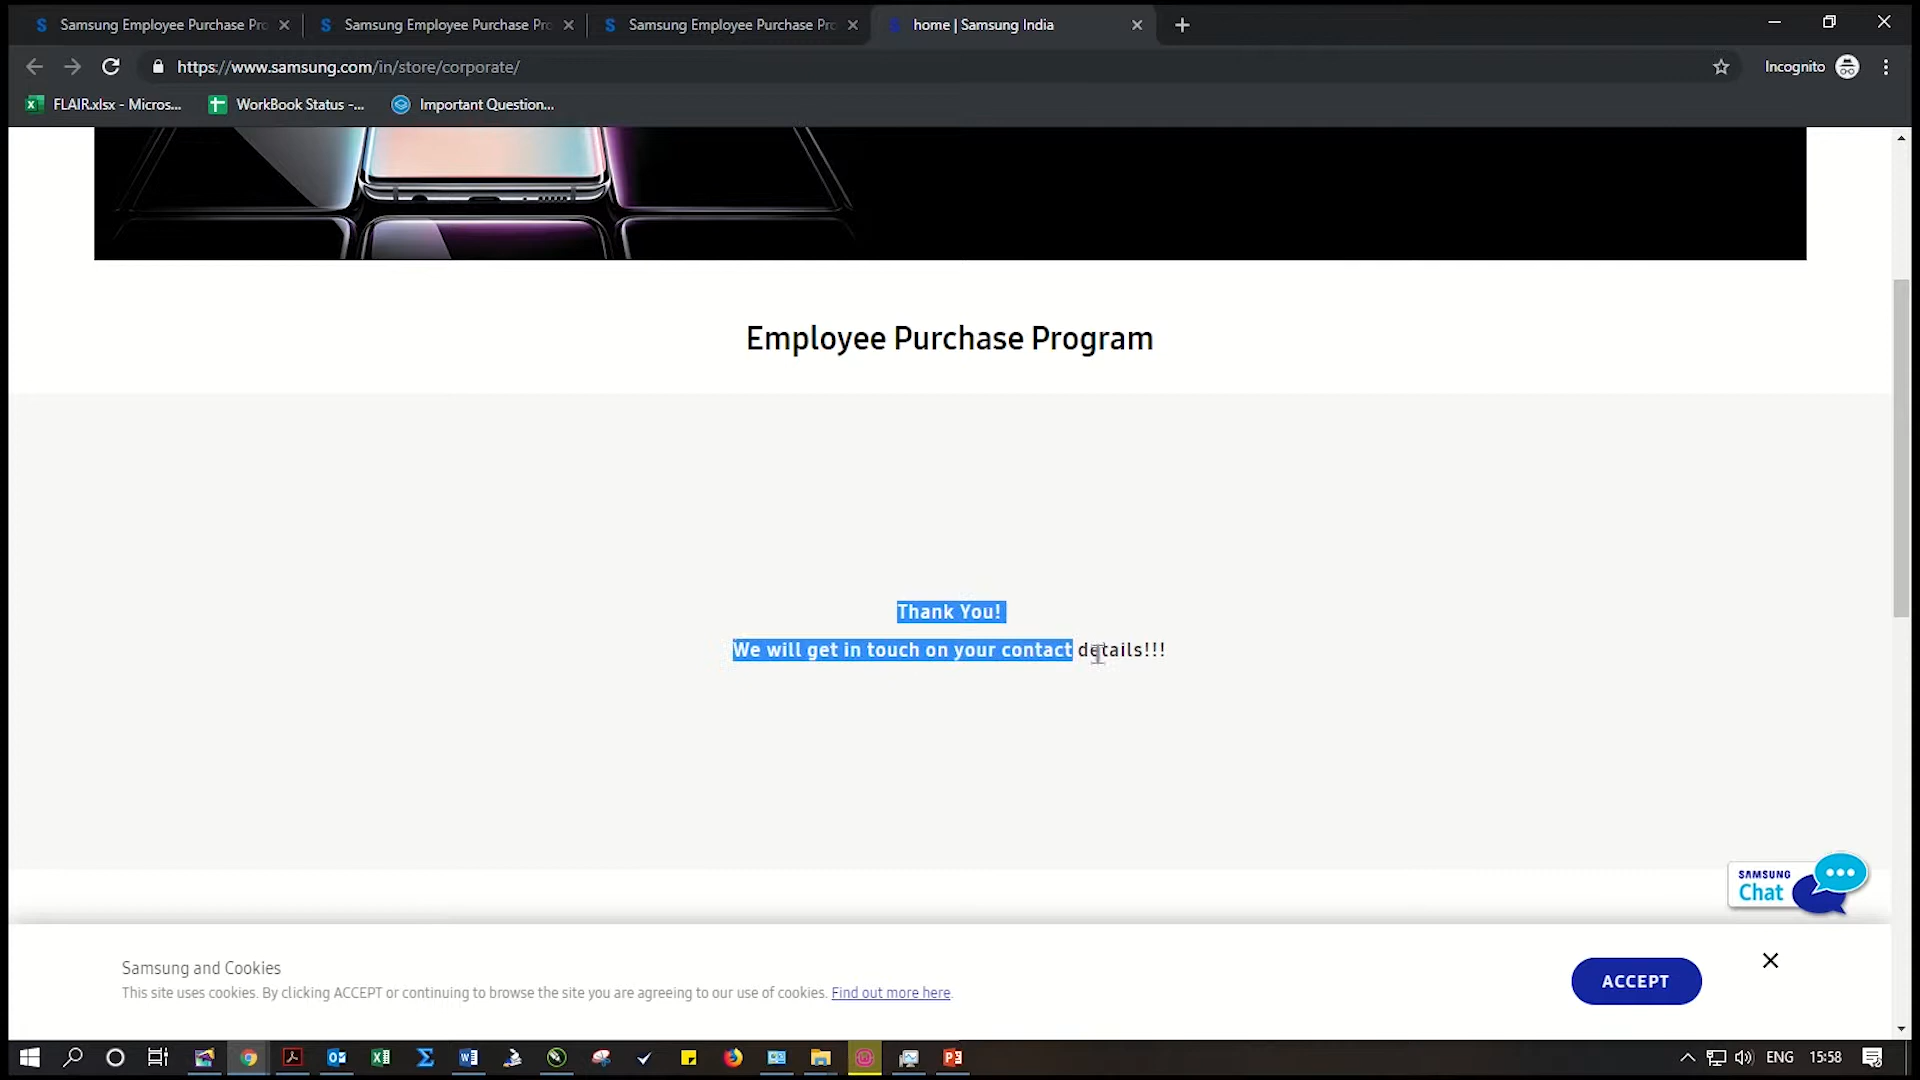 Samsung Employee Purchase Pro
Samsung Employee Purchase Pro
Samsung Employee Purchase Pro
home | Samsung India
https://www.samsung.com/in/store/corporate/
Incognito
FLAIR.xlsx - Micros...
WorkBook Status -...
Important Question...
Employee Purchase Program
Thank You!
We will get in touch on your contact details!!!
SAMSUNG
Chat
Samsung and Cookies
This site uses cookies. By clicking ACCEPT or continuing to browse the site you are agreeing to our use of cookies. Find out more here.
ACCEPT
ENG
15:58